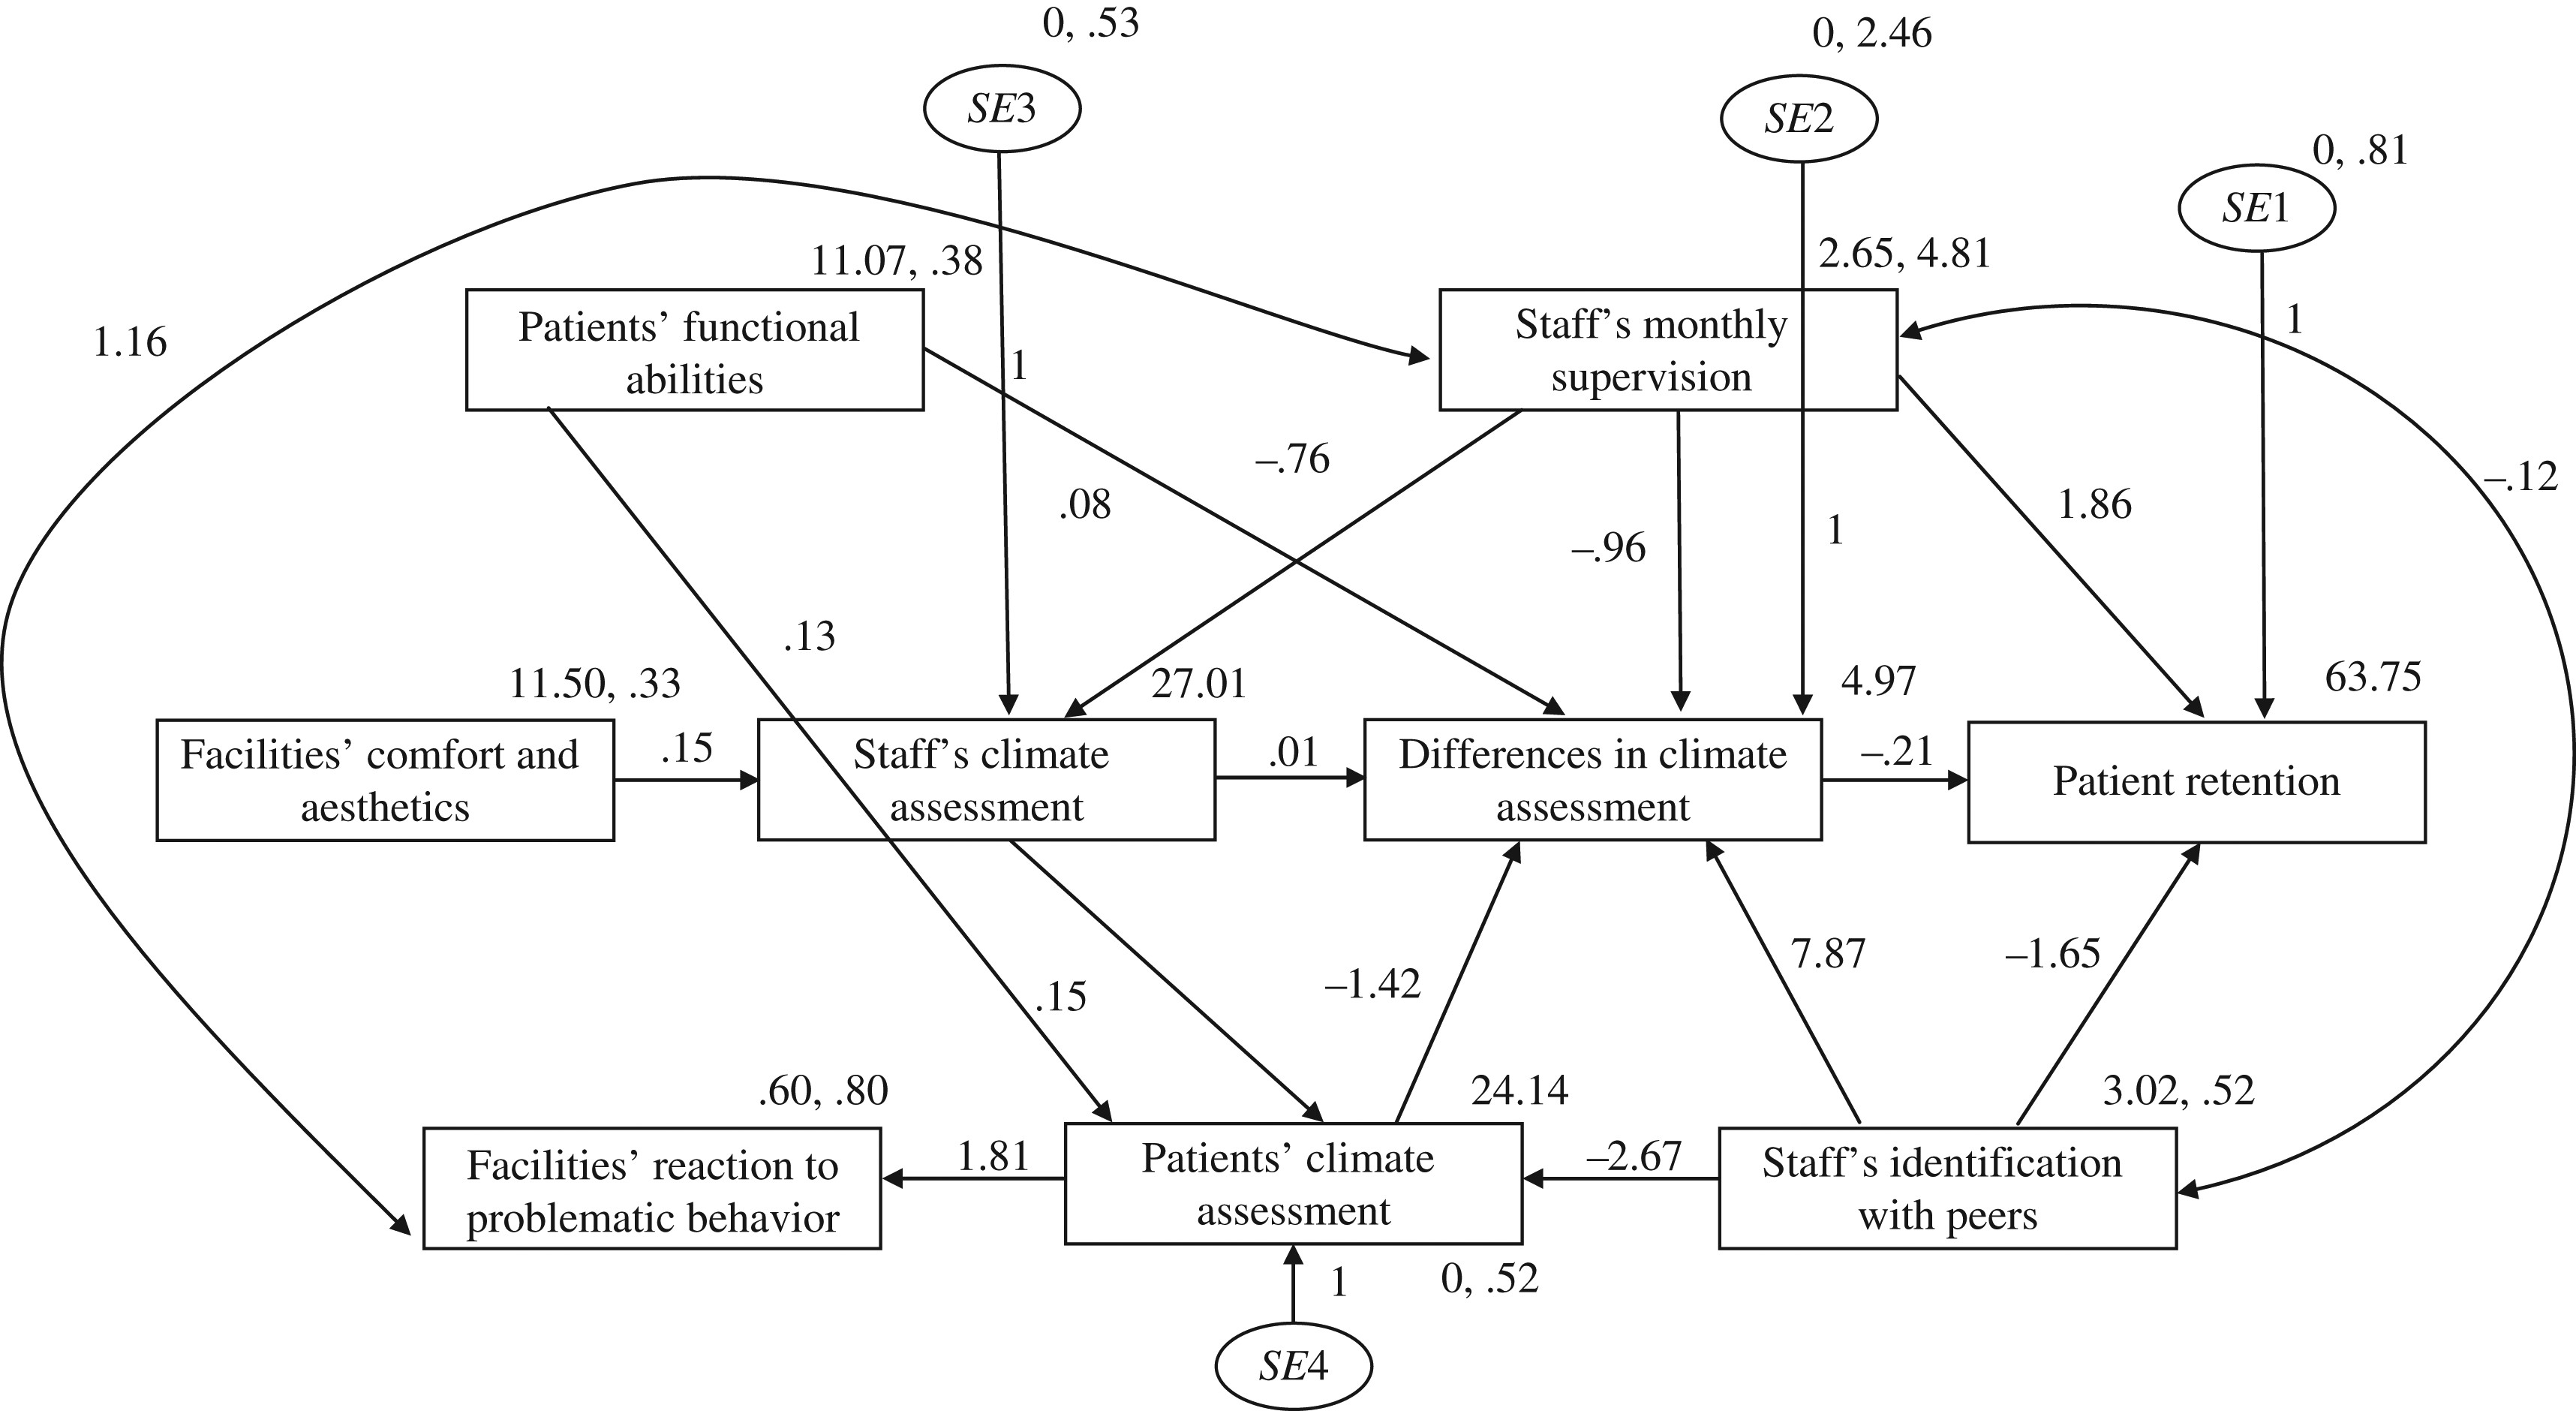 0, .53
0, 2.46
SE3
SE2
0, .81
SE1
11.07, .38
2.65, 4.81
1.16
Patients’ functional
abilities
1
Staff’s monthly
supervision
1
–.76
.08
–.96
1
1.86
–.12
.13
11.50, .33
27.01
4.97
63.75
Facilities’ comfort and
aesthetics
.15
Staff’s climate
assessment
.01
Differences in climate
assessment
–.21
Patient retention
.15
–1.42
7.87
–1.65
.60, .80
24.14
3.02, .52
Facilities’ reaction to
problematic behavior
1.81
Patients’ climate
assessment
–2.67
Staff’s identification
with peers
1
0, .52
SE4